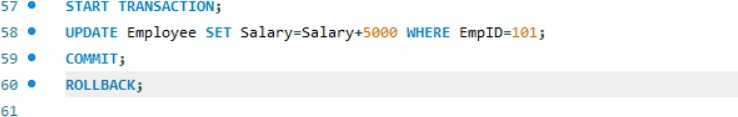 57 START TRANSACTION;
58 UPDATE Employee SET Salary=Salary+5000 WHERE EmpID=101;
59 COMMIT;
60 ROLLBACK;
61